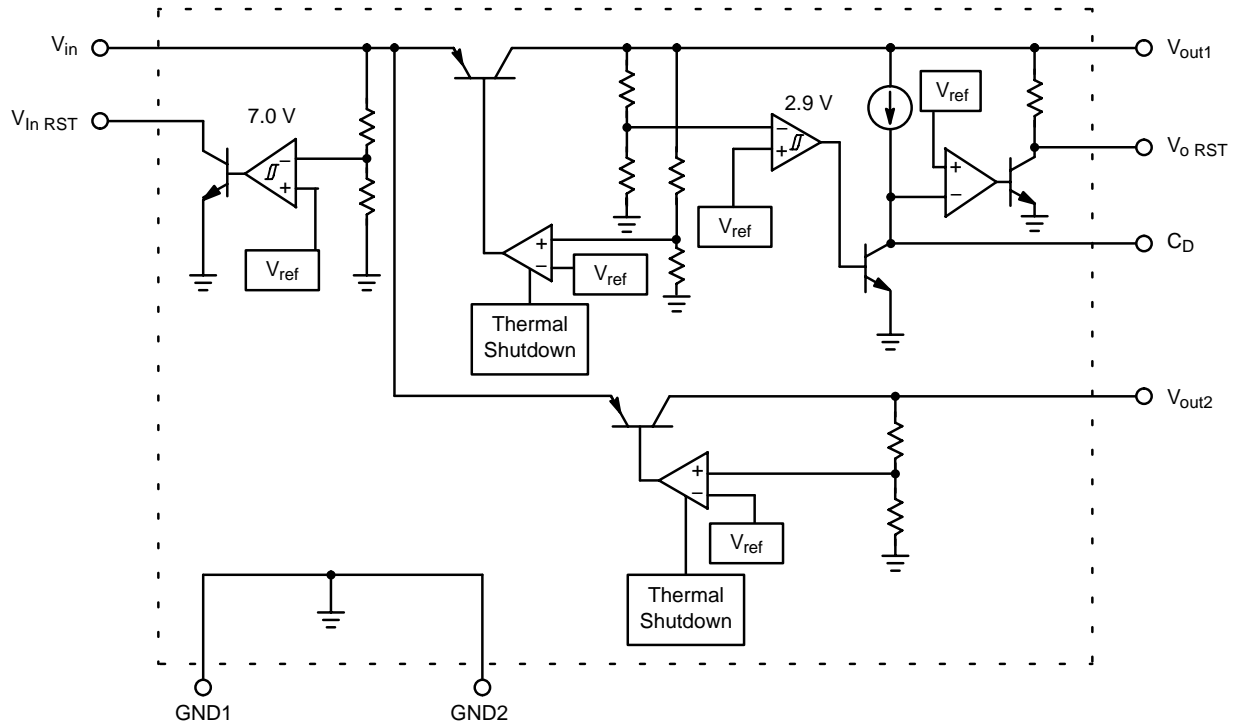 Vin
Vout1
7.0 V
2.9 V
Vref
VIn RST
Vo RST
− +
− +
+ −
Vref
Vref
+ −
Vref
CD
Thermal
Shutdown
Vout2
+ −
Vref
Thermal
Shutdown
GND1
GND2